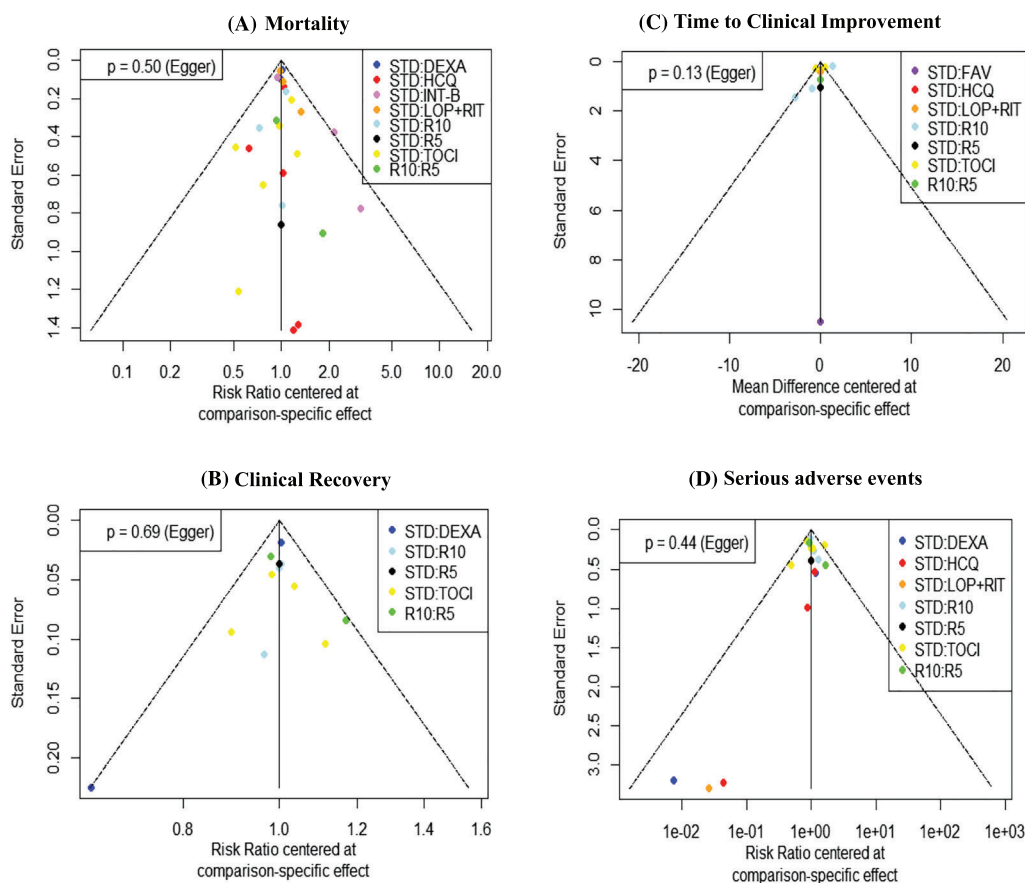 (A) Mortality
p = 0.50 (Egger)
STD:DEXA
STD:HCQ
STD:INT-B
STD:LOP+RIT
STD:R10
STD:R5
STD:TOCI
R10:R5
Standard Error
0.0
0.2
0.4
0.6
0.8
1.0
1.2
1.4
0.1 0.2 0.5 1.0 2.0 5.0 10.0 20.0
Risk Ratio centered at
comparison-specific effect
(C) Time to Clinical Improvement
p = 0.13 (Egger)
STD:FAV
STD:HCQ
STD:LOP+RIT
STD:R10
STD:R5
STD:TOCI
R10:R5
Standard Error
0
2
4
6
8
10
-20 -10 0 10 20
Mean Difference centered at
comparison-specific effect
(B) Clinical Recovery
p = 0.69 (Egger)
STD:DEXA
STD:R10
STD:R5
STD:TOCI
R10:R5
Standard Error
0.00
0.05
0.10
0.15
0.20
0.8 1.0 1.2 1.4 1.6
Risk Ratio centered at
comparison-specific effect
(D) Serious adverse events
p = 0.44 (Egger)
STD:DEXA
STD:HCQ
STD:LOP+RIT
STD:R10
STD:R5
STD:TOCI
R10:R5
Standard Error
0.0
0.5
1.0
1.5
2.0
2.5
3.0
1e-02 1e-01 1e+00 1e+01 1e+02 1e+03
Risk Ratio centered at
comparison-specific effect